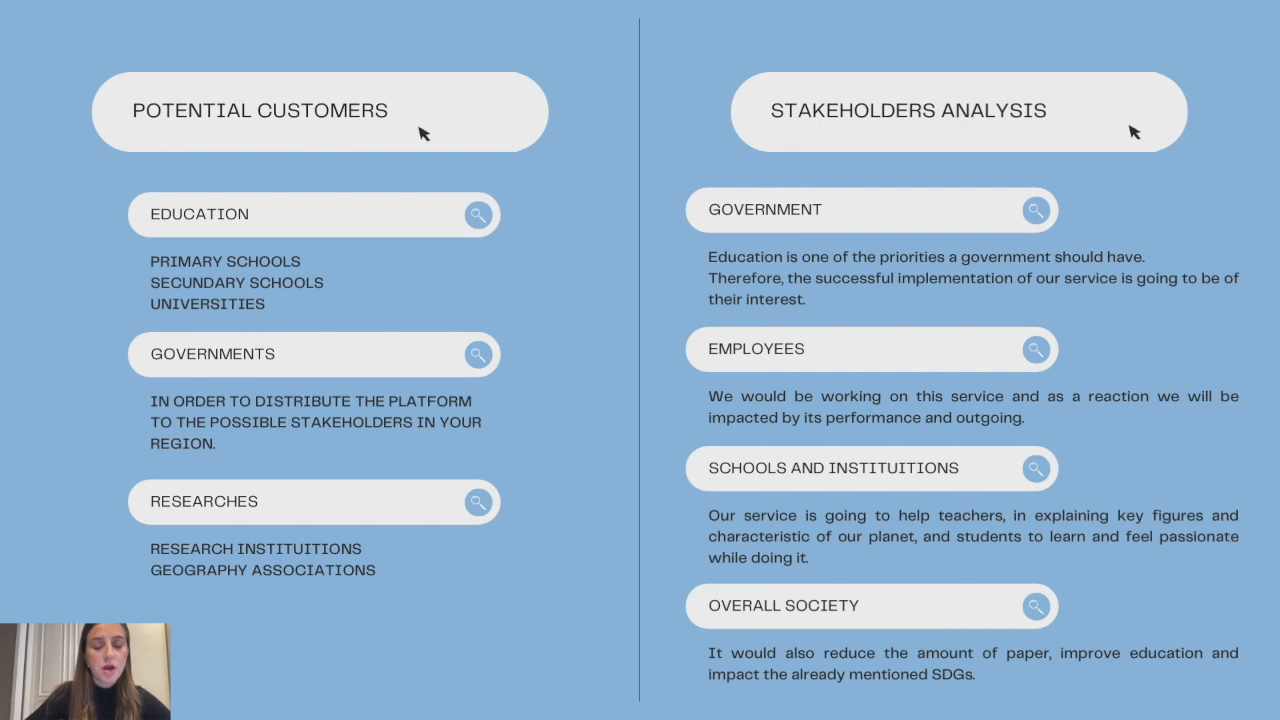 POTENTIAL CUSTOMERS
EDUCATION
PRIMARY SCHOOLS
SECUNDARY SCHOOLS
UNIVERSITIES
GOVERNMENTS
IN ORDER TO DISTRIBUTE THE PLATFORM
TO THE POSSIBLE STAKEHOLDERS IN YOUR
REGION.
RESEARCHES
RESEARCH INSTITUITIONS
GEOGRAPHY ASSOCIATIONS
STAKEHOLDERS ANALYSIS
GOVERNMENT
Education is one of the priorities a government should have.
Therefore, the successful implementation of our service is going to be of
their interest.
EMPLOYEES
We would be working on this service and as a reaction we will be
impacted by its performance and outgoing.
SCHOOLS AND INSTITUITIONS
Our service is going to help teachers, in explaining key figures and
characteristic of our planet, and students to learn and feel passionate
while doing it.
OVERALL SOCIETY
It would also reduce the amount of paper, improve education and
impact the already mentioned SDGs.